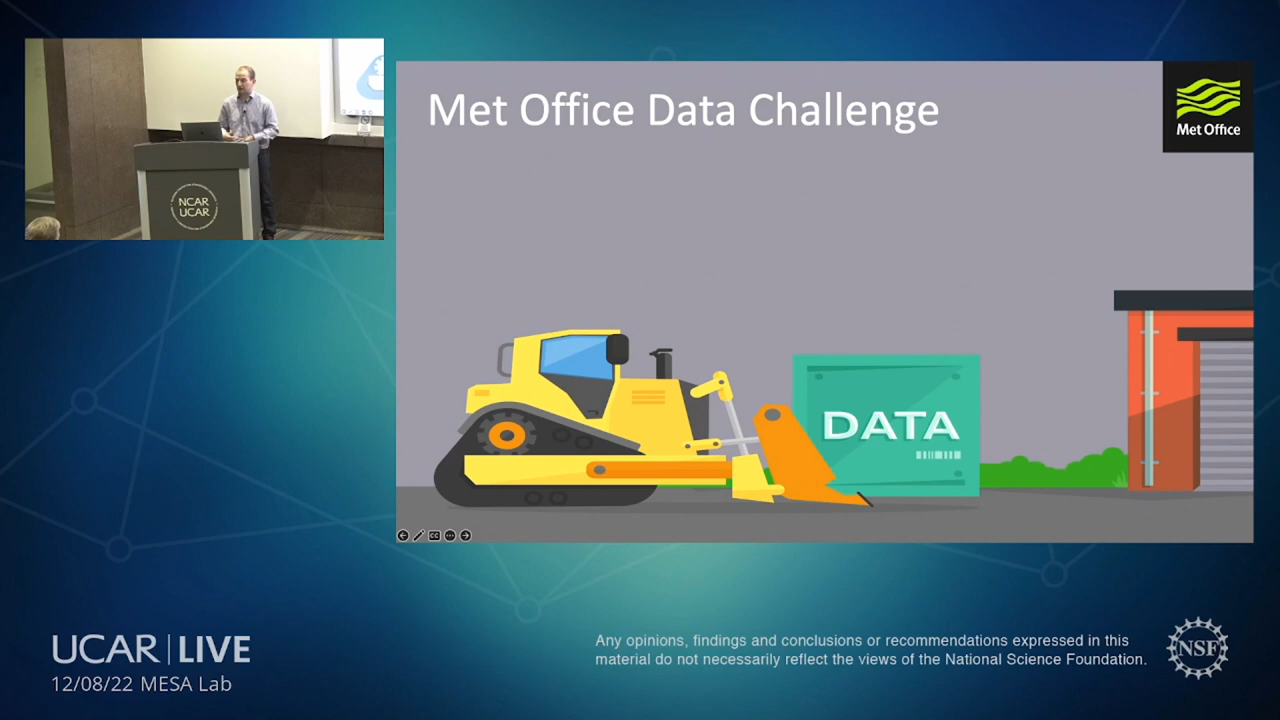 Met Office Data Challenge
Met Office
NCAR
UCAR
DATA
UCAR | LIVE
12/08/22 MESA Lab
Any opinions, findings and conclusions or recommendations expressed in this
material do not necessarily reflect the views of the National Science Foundation.
NSF